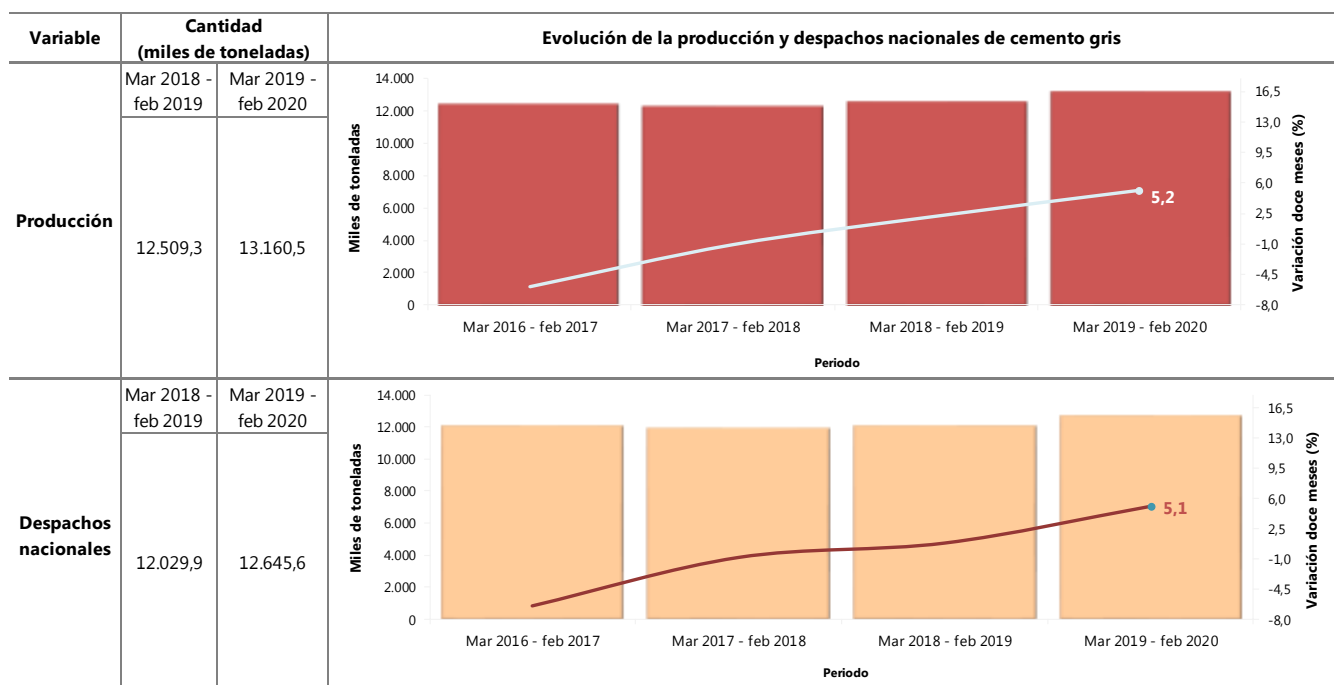 Variable
Cantidad
(miles de toneladas)
Evolución de la producción y despachos nacionales de cemento gris
Producción
Mar 2018 -
feb 2019
Mar 2019 -
feb 2020
12.509,3
13.160,5
Miles de toneladas
14.000
12.000
10.000
8.000
6.000
4.000
2.000
0
5,2
16,5
13,0
9,5
6,0
2,5
-1,0
-4,5
-8,0
Variación doce meses (%)
Mar 2016 - feb 2017
Mar 2017 - feb 2018
Mar 2018 - feb 2019
Mar 2019 - feb 2020
Periodo
Despachos
nacionales
Mar 2018 -
feb 2019
Mar 2019 -
feb 2020
12.029,9
12.645,6
Miles de toneladas
14.000
12.000
10.000
8.000
6.000
4.000
2.000
0
5,1
16,5
13,0
9,5
6,0
2,5
-1,0
-4,5
-8,0
Variación doce meses (%)
Mar 2016 - feb 2017
Mar 2017 - feb 2018
Mar 2018 - feb 2019
Mar 2019 - feb 2020
Periodo